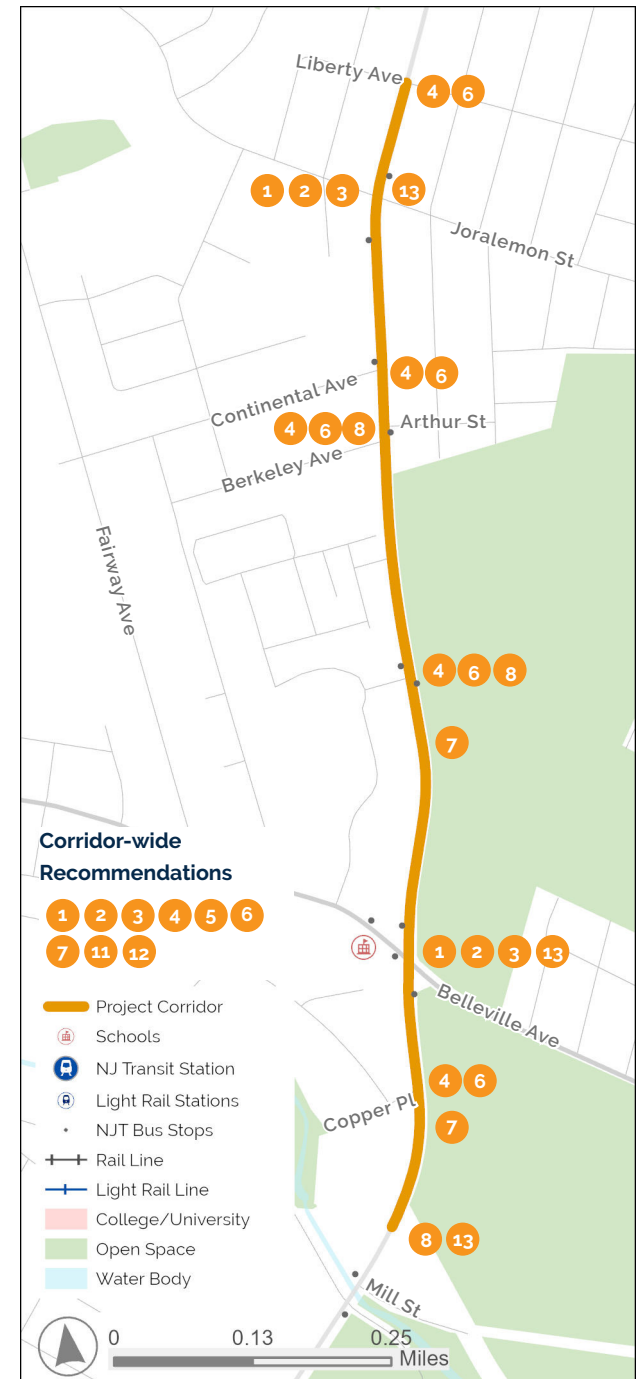 Liberty Ave
4 6
1 2 3
13
Joralemon St
4 6
Continental Ave
4 6 8
Arthur St
Berkeley Ave
Fairway Ave
4 6 8
7
Corridor-wide
Recommendations
1 2 3 4 5 6
7 11 12
1 2 3 13
Belleville Ave
Project Corridor
Schools
NJ Transit Station
Light Rail Stations
NJT Bus Stops
Rail Line
Light Rail Line
College/University
Open Space
Water Body
4 6
Copper Pl
7
8 13
Mill St
0 0.13 0.25
Miles